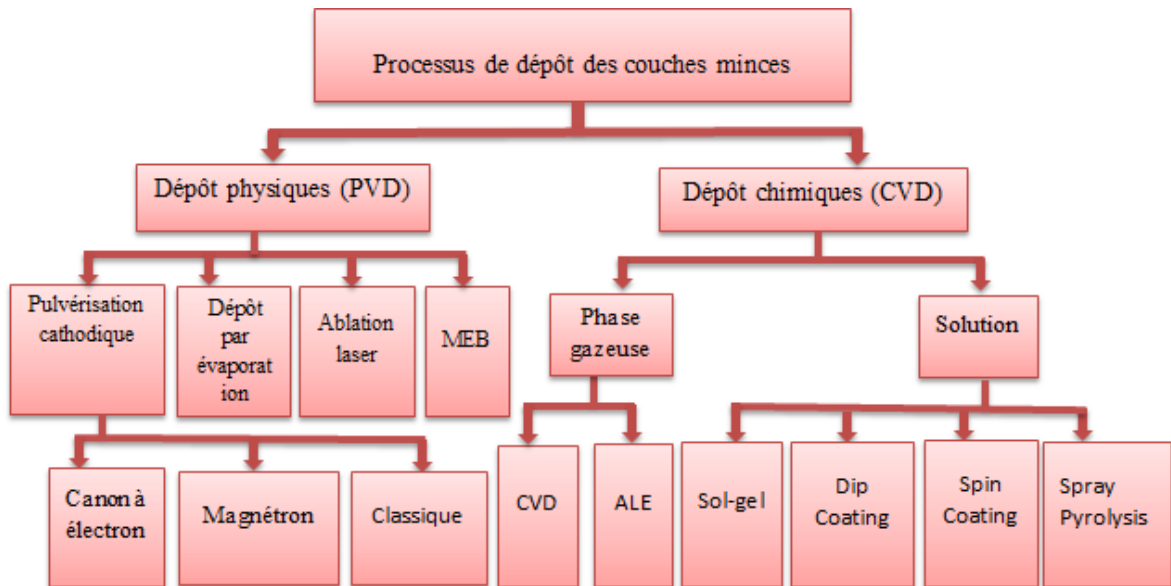 Processus de dépôt des couches minces
Dépôt physiques (PVD)
Dépôt chimiques (CVD)
Pulvérisation
cathodique
Dépôt
par
évaporat
ion
Ablation
laser
MEB
Phase
gazeuse
Solution
Canon à
électron
Magnétron
Classique
CVD
ALE
Sol-gel
Dip
Coating
Spin
Coating
Spray
Pyrolysis